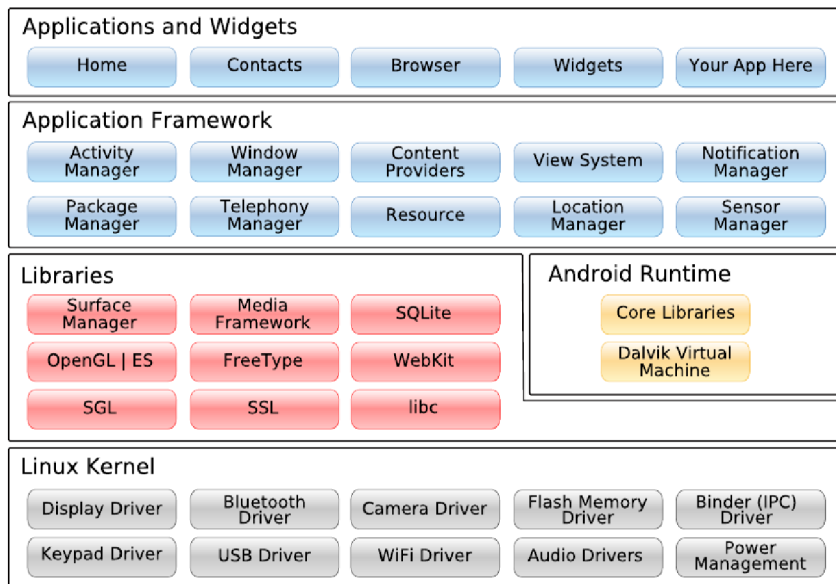 Applications and Widgets
Home
Contacts
Browser
Widgets
Your App Here
Application Framework
Activity
Manager
Window
Manager
Content
Providers
View System
Notification
Manager
Package
Manager
Telephony
Manager
Resource
Location
Manager
Sensor
Manager
Libraries
Surface
Manager
Media
Framework
SQLite
OpenGL | ES
FreeType
WebKit
SGL
SSL
libc
Android Runtime
Core Libraries
Dalvik Virtual
Machine
Linux Kernel
Display Driver
Bluetooth
Driver
Camera Driver
Flash Memory
Driver
Binder (IPC)
Driver
Keypad Driver
USB Driver
WiFi Driver
Audio Drivers
Power
Management